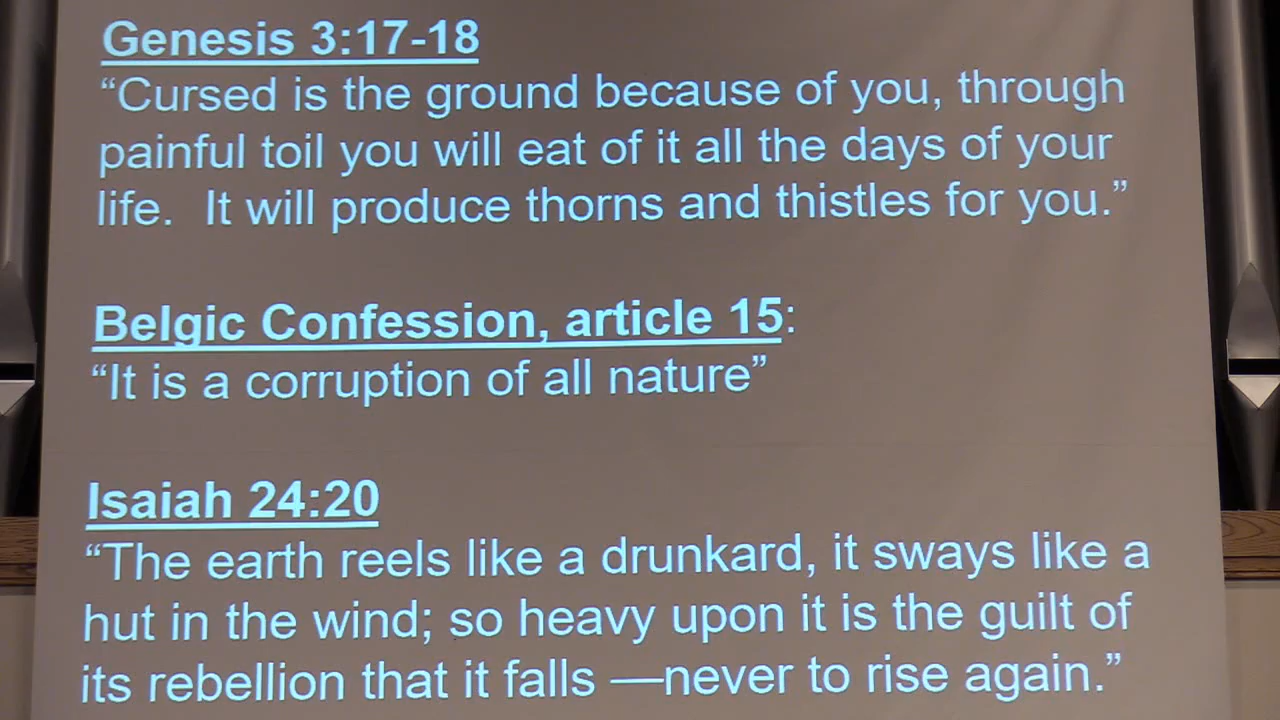 Genesis 3:17-18
“Cursed is the ground because of you, through
painful toil you will eat of it all the days of your
life.  It will produce thorns and thistles for you.”
Belgic Confession, article 15:
“It is a corruption of all nature”
Isaiah 24:20
“The earth reels like a drunkard, it sways like a
hut in the wind; so heavy upon it is the guilt of
its rebellion that it falls —never to rise again.”